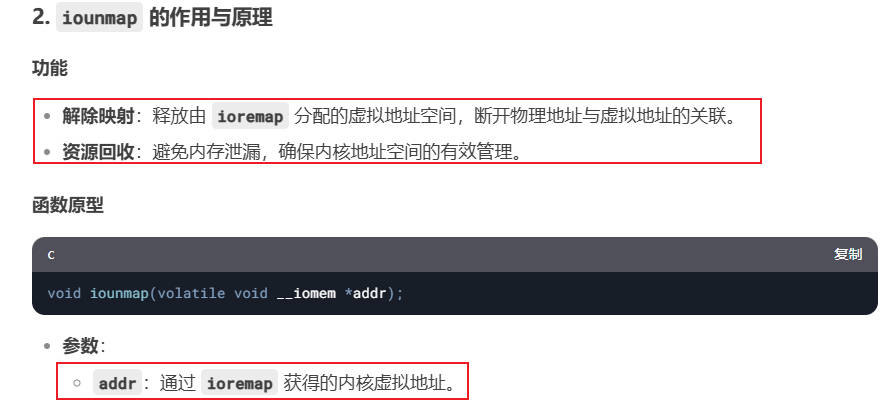 2. iounmap 的作用与原理
功能
• 解除映射：释放由 ioremap 分配的虚拟地址空间，断开物理地址与虚拟地址的关联。
• 资源回收：避免内存泄漏，确保内核地址空间的有效管理。
函数原型
c 复制
void iounmap(volatile void __iomem *addr);
• 参数：
◦ addr：通过 ioremap 获得的内核虚拟地址。